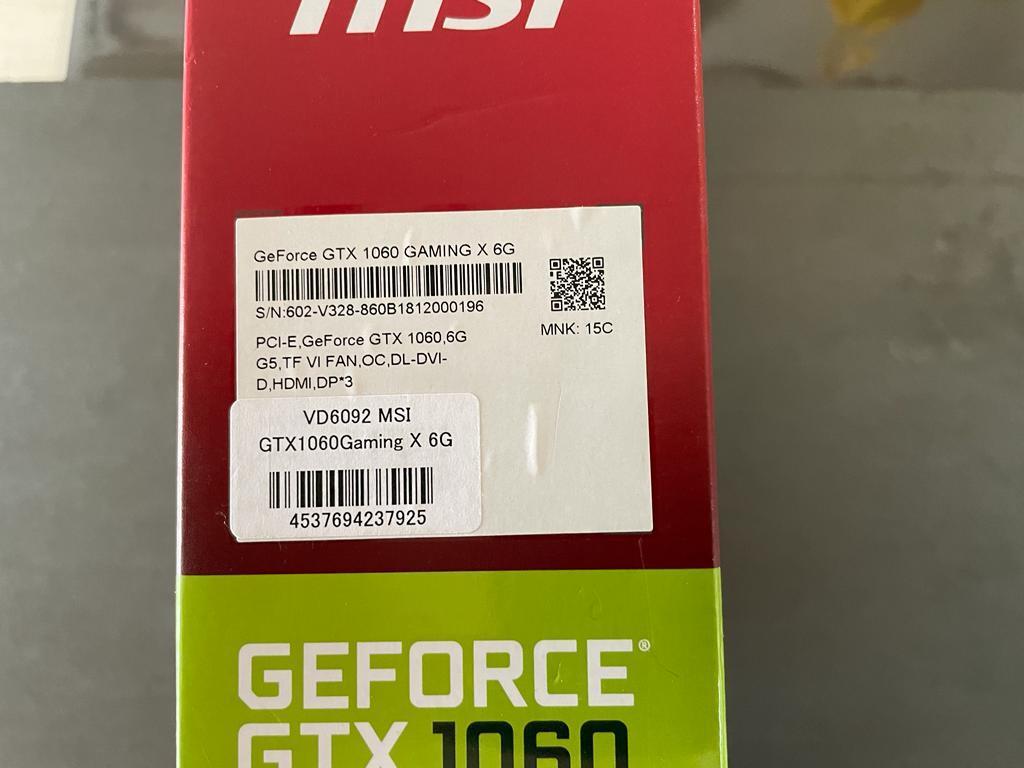 msi
GeForce GTX 1060 GAMING X 6G
S/N:602-V328-860B1812000196
MNK: 15C
PCI-E,GeForce GTX 1060,6G
G5,TF VI FAN,OC,DL-DVI-
D,HDMI,DP*3
VD6092 MSI
GTX1060Gaming X 6G
4537694237925
GEFORCE®
GTX 1060